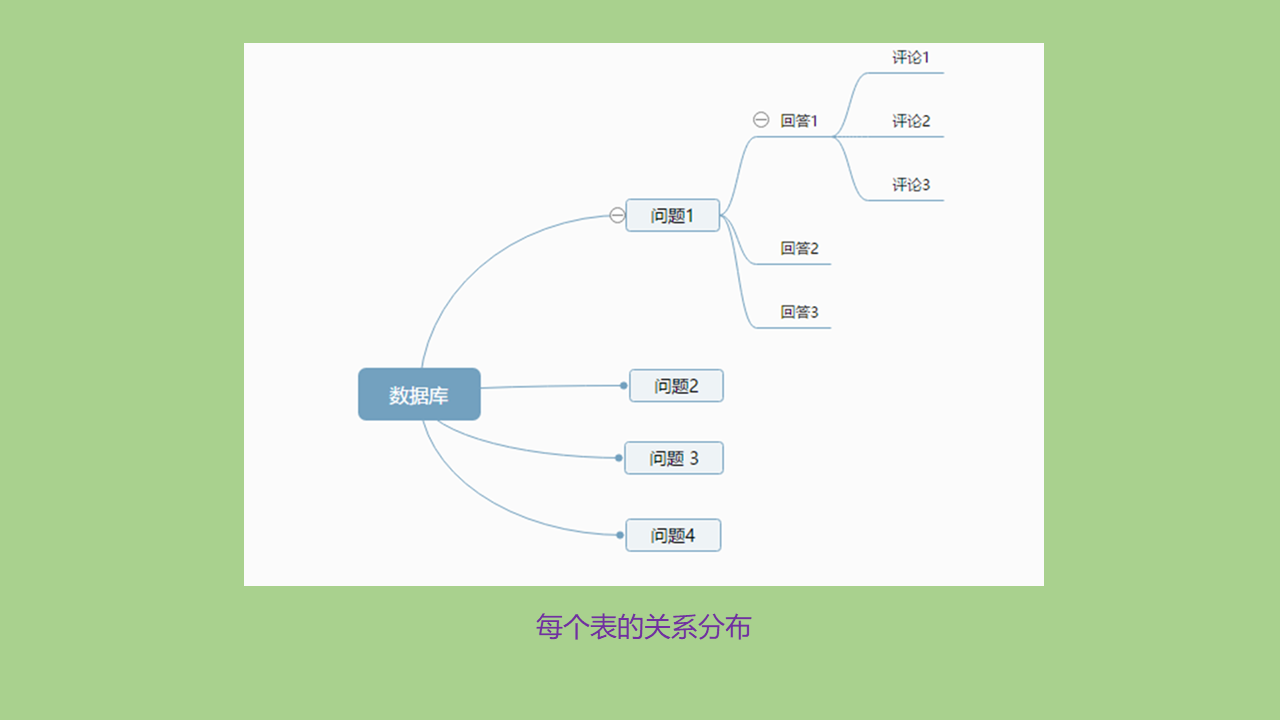 评论1
回答1
评论2
评论3
问题1
回答2
回答3
数据库
问题2
问题 3
问题4
每个表的关系分布